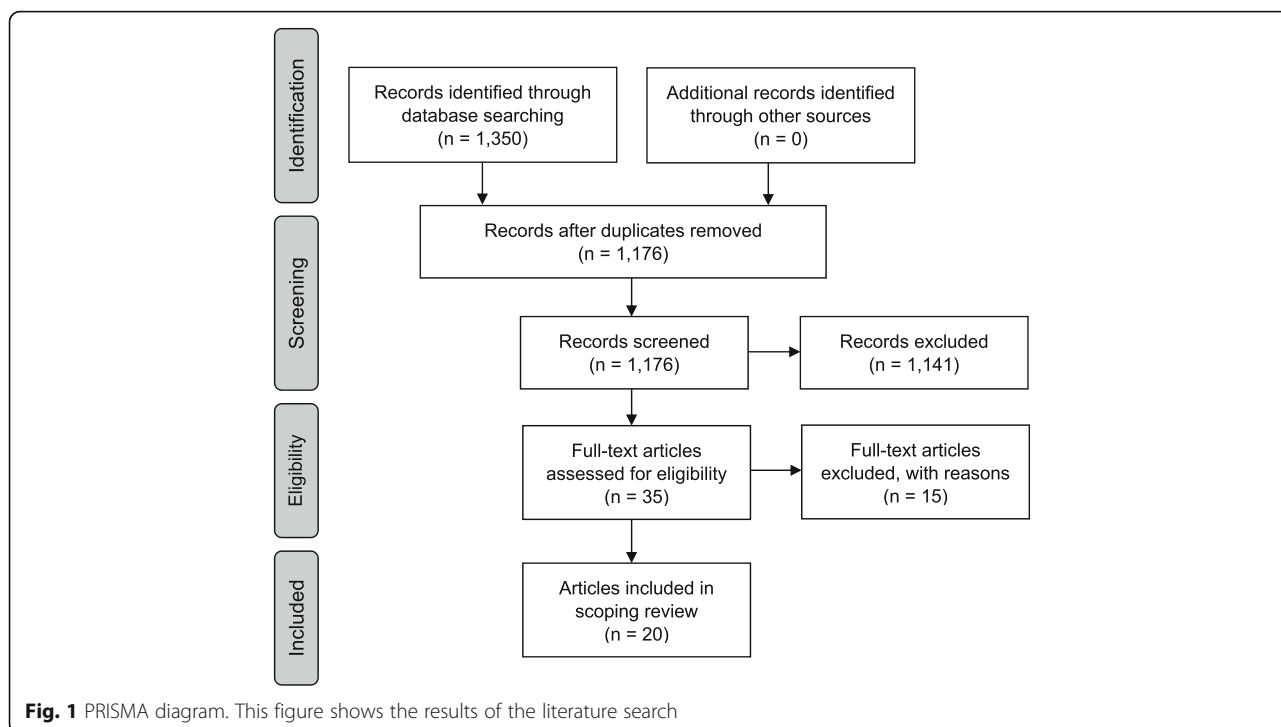 Identification
Records identified through
database searching
(n = 1,350)
Additional records identified
through other sources
(n = 0)
Screening
Records after duplicates removed
(n = 1,176)
Records screened
(n = 1,176)
Records excluded
(n = 1,141)
Eligibility
Full-text articles
assessed for eligibility
(n = 35)
Full-text articles
excluded, with reasons
(n = 15)
Included
Articles included in
scoping review
(n = 20)
Fig. 1 PRISMA diagram. This figure shows the results of the literature search